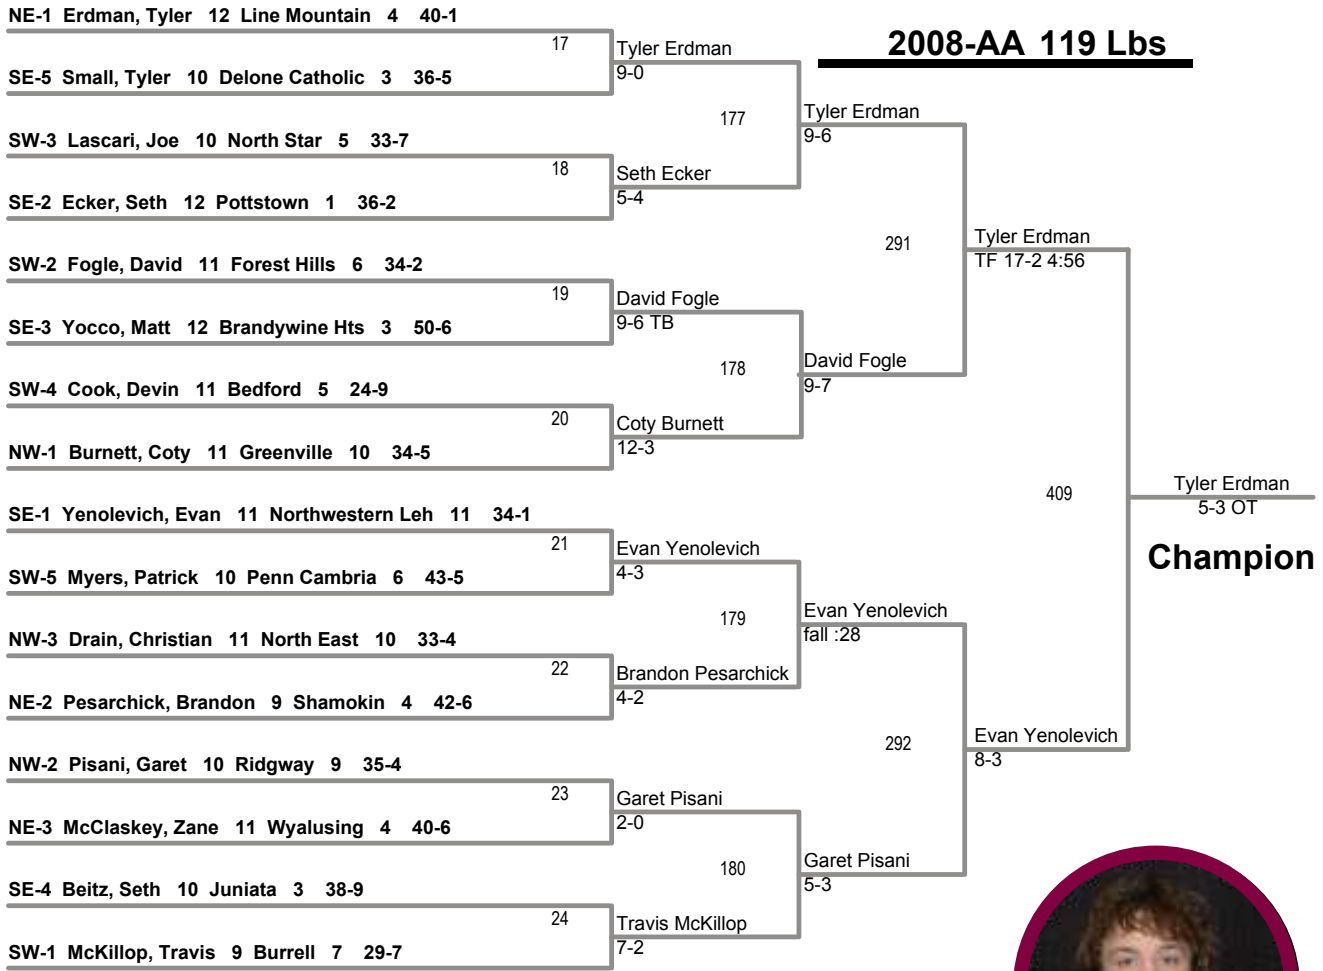 NE-1 Erdman, Tyler 12 Line Mountain 4 40-1
17
Tyler Erdman
9-0
2008-AA 119 Lbs
SE-5 Small, Tyler 10 Delone Catholic 3 36-5
177
Tyler Erdman
9-6
SW-3 Lascari, Joe 10 North Star 5 33-7
18
Seth Ecker
5-4
SE-2 Ecker, Seth 12 Pottstown 1 36-2
291
Tyler Erdman
TF 17-2 4:56
SW-2 Fogle, David 11 Forest Hills 6 34-2
19
David Fogle
9-6 TB
SE-3 Yocco, Matt 12 Brandywine Hts 3 50-6
178
David Fogle
9-7
SW-4 Cook, Devin 11 Bedford 5 24-9
20
Coty Burnett
12-3
NW-1 Burnett, Coty 11 Greenville 10 34-5
409
Tyler Erdman
5-3 OT
Champion
SE-1 Yenolevich, Evan 11 Northwestern Leh 11 34-1
21
Evan Yenolevich
4-3
SW-5 Myers, Patrick 10 Penn Cambria 6 43-5
179
Evan Yenolevich
fall :28
NW-3 Drain, Christian 11 North East 10 33-4
22
Brandon Pesarchick
4-2
NE-2 Pesarchick, Brandon 9 Shamokin 4 42-6
292
Evan Yenolevich
8-3
NW-2 Pisani, Garet 10 Ridgway 9 35-4
23
Garet Pisani
2-0
NE-3 McClaskey, Zane 11 Wyalusing 4 40-6
180
Garet Pisani
5-3
SE-4 Beitz, Seth 10 Juniata 3 38-9
24
Travis McKillop
7-2
SW-1 McKillop, Travis 9 Burrell 7 29-7